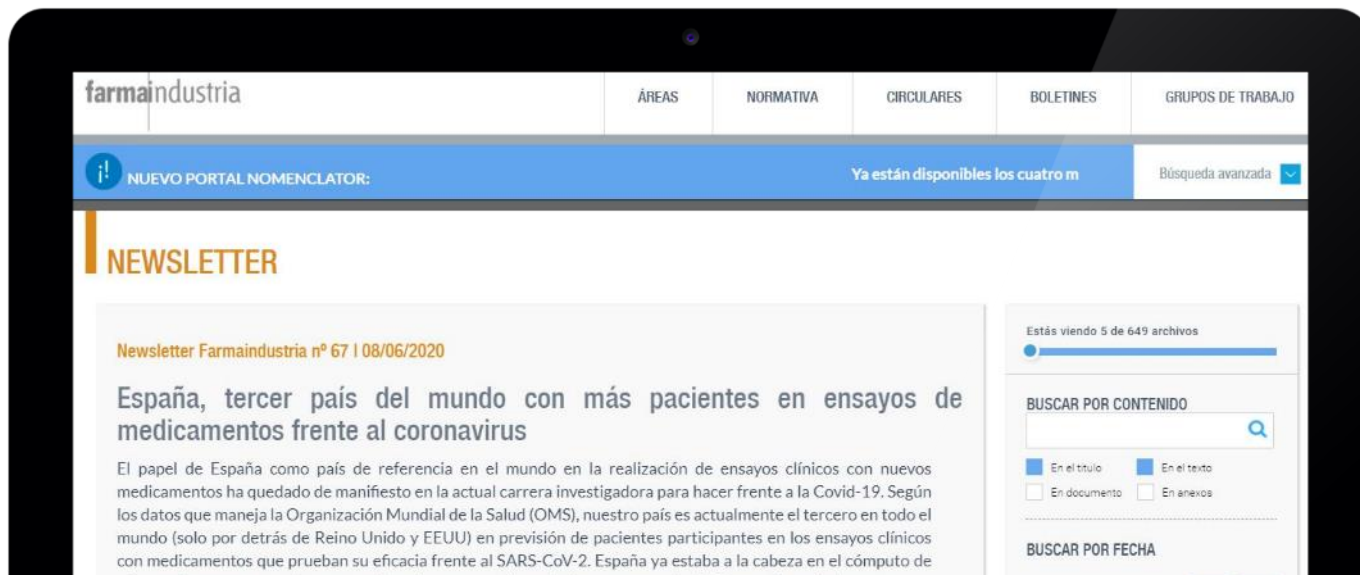 farmaindustria
ÁREAS
NORMATIVA
CIRCULARES
BOLETINES
GRUPOS DE TRABAJO
¡!
NUEVO PORTAL NOMENCLATOR:
Ya están disponibles los cuatro m
Búsqueda avanzada
NEWSLETTER
Newsletter Farmaindustria nº 67 | 08/06/2020
España, tercer país del mundo con más pacientes en ensayos de
medicamentos frente al coronavirus
El papel de España como país de referencia en el mundo en la realización de ensayos clínicos con nuevos
medicamentos ha quedado de manifiesto en la actual carrera investigadora para hacer frente a la Covid-19. Según
los datos que maneja la Organización Mundial de la Salud (OMS), nuestro país es actualmente el tercero en todo el
mundo (solo por detrás de Reino Unido y EEUU) en previsión de pacientes participantes en los ensayos clínicos
con medicamentos que prueban su eficacia frente al SARS-CoV-2. España ya estaba a la cabeza en el cómputo de
Estás viendo 5 de 649 archivos
BUSCAR POR CONTENIDO
En el título
En el texto
En documento
En anexos
BUSCAR POR FECHA